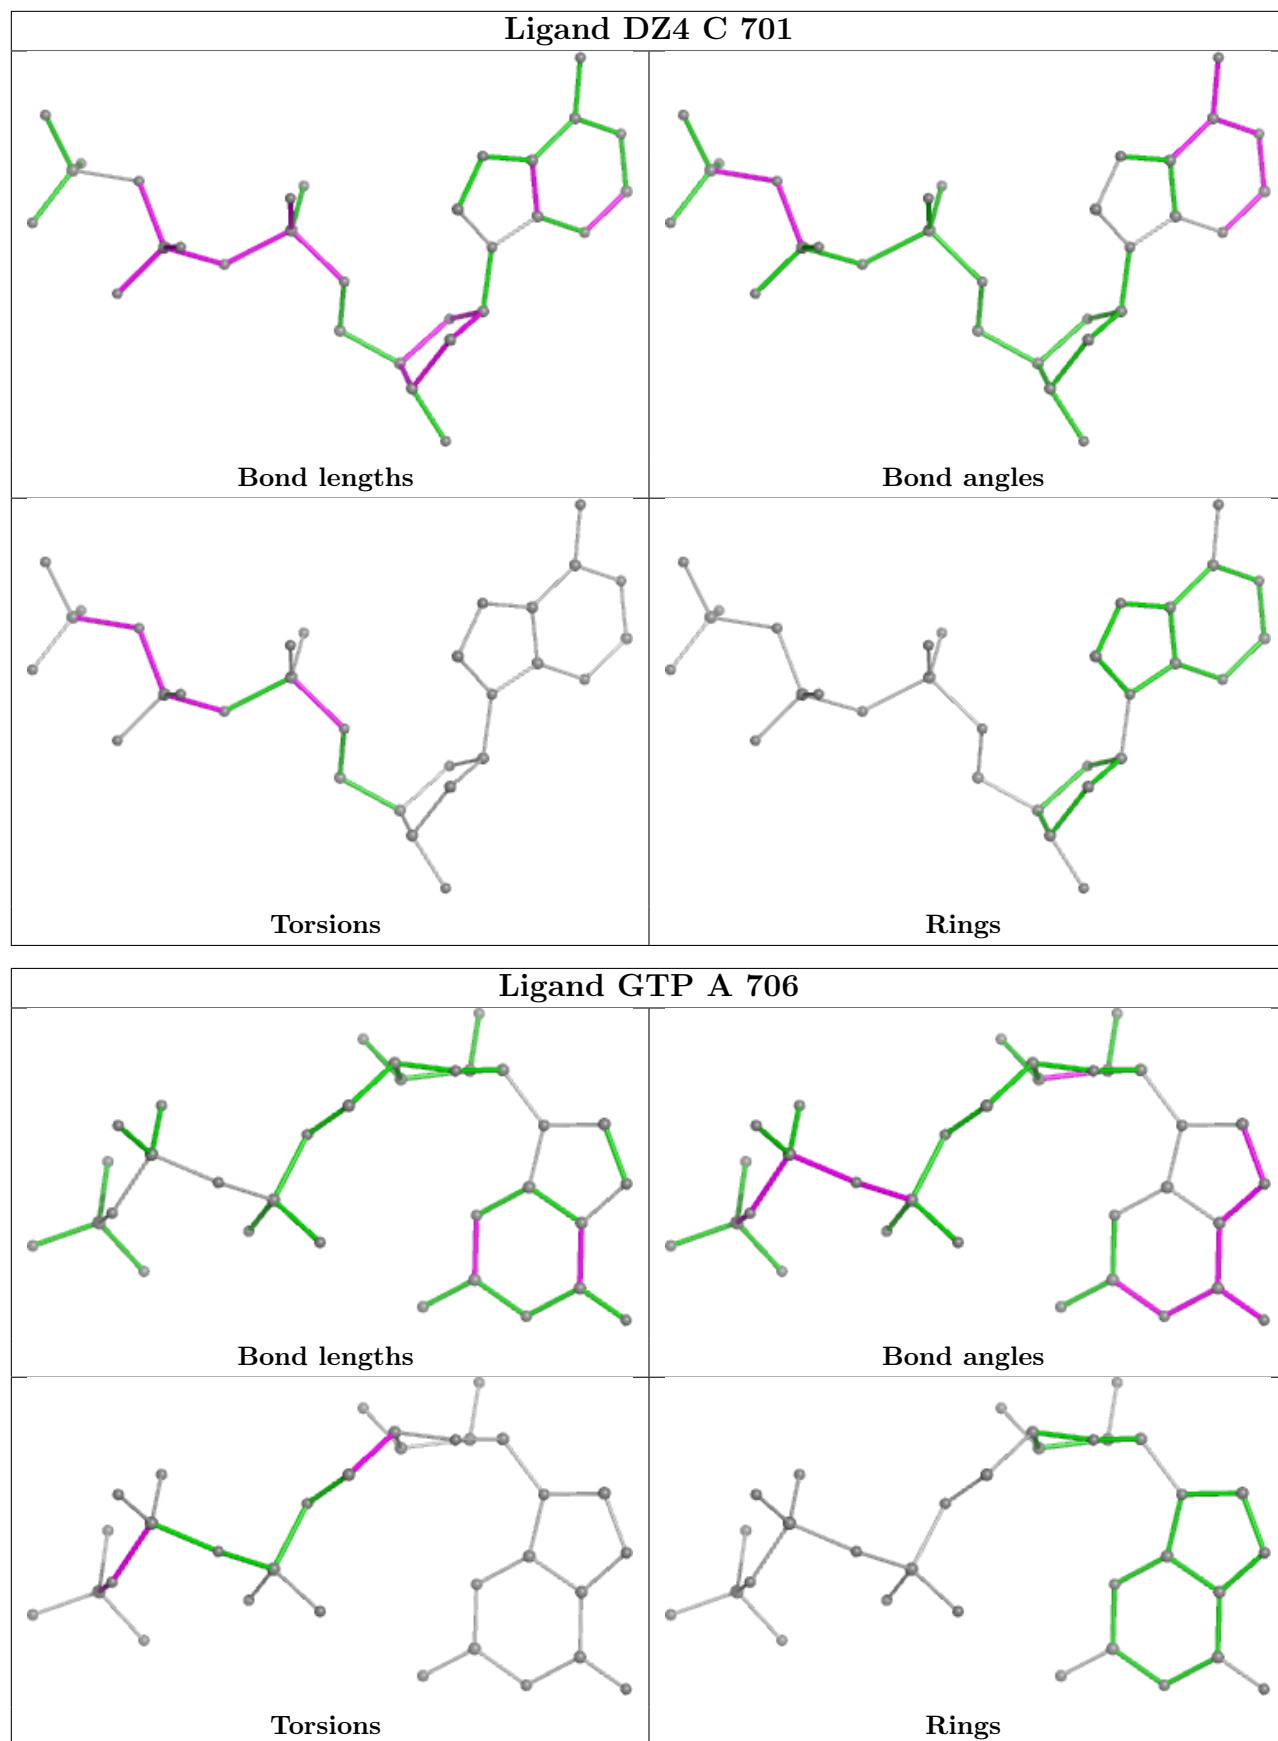 Ligand DZ4 C 701
Bond lengths
Bond angles
Torsions
Rings
Ligand GTP A 706
Bond lengths
Bond angles
Torsions
Rings